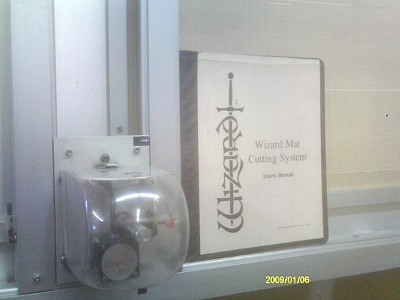 Wizard
Wizard Mat
Cutting System
Users Manual
2009/01/06